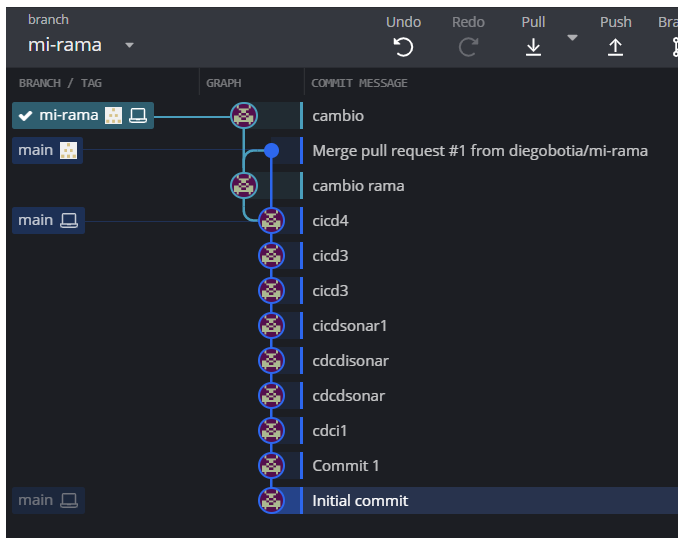 branch
mi-rama
Undo Redo Pull Push
BRANCH / TAG GRAPH COMMIT MESSAGE
mi-rama cambio
main Merge pull request #1 from diegobotia/mi-rama
cambio rama
main cicd4
cicd3
cicd3
cicdsonar1
cdcdisonar
cdcdsonar
cdci1
Commit 1
main Initial commit